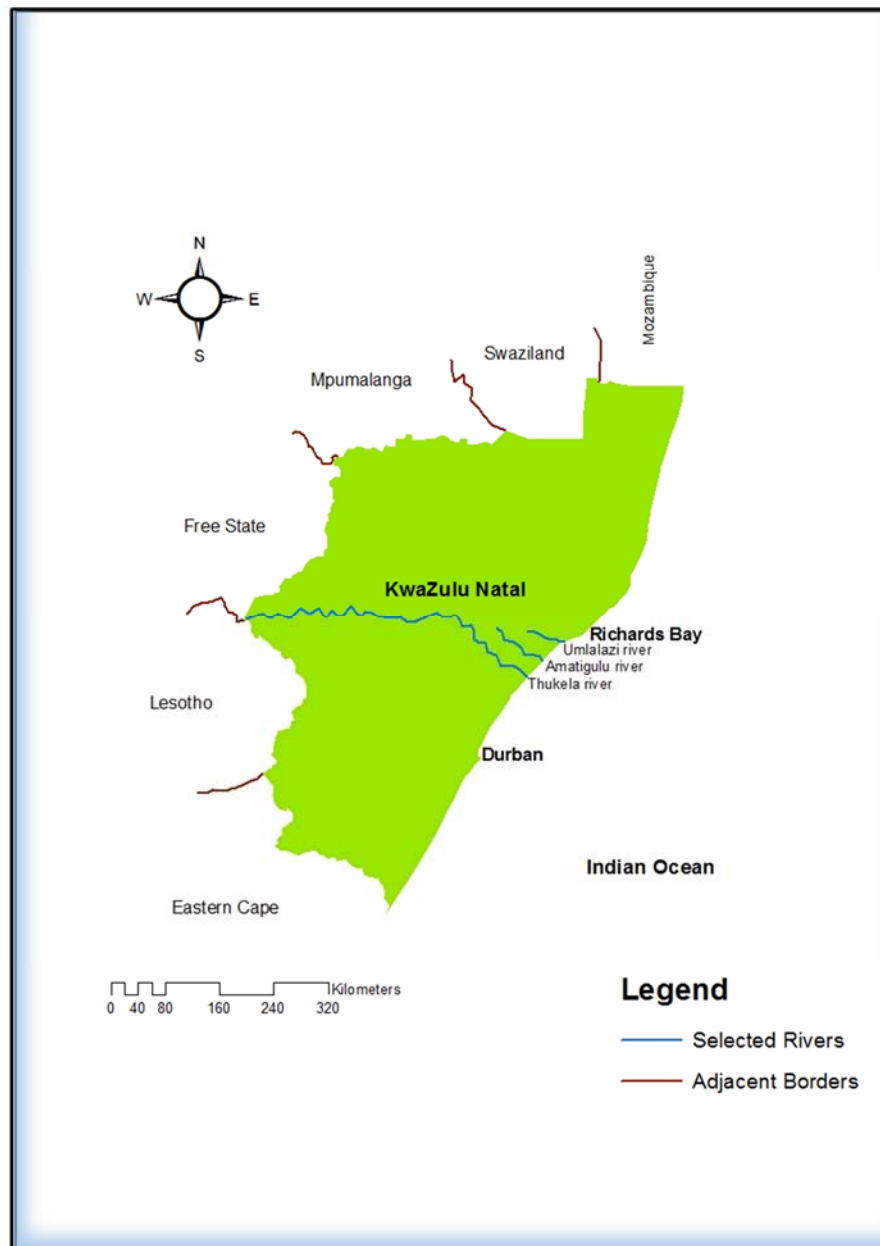 N
W E
S
Mozambique
Swaziland
Mpumalanga
Free State
KwaZulu Natal
Richards Bay
Umlalazi river
Amatigulu river
Thukela river
Lesotho
Durban
Indian Ocean
Eastern Cape
Kilometers
0 40 80 160 240 320
Legend
Selected Rivers
Adjacent Borders